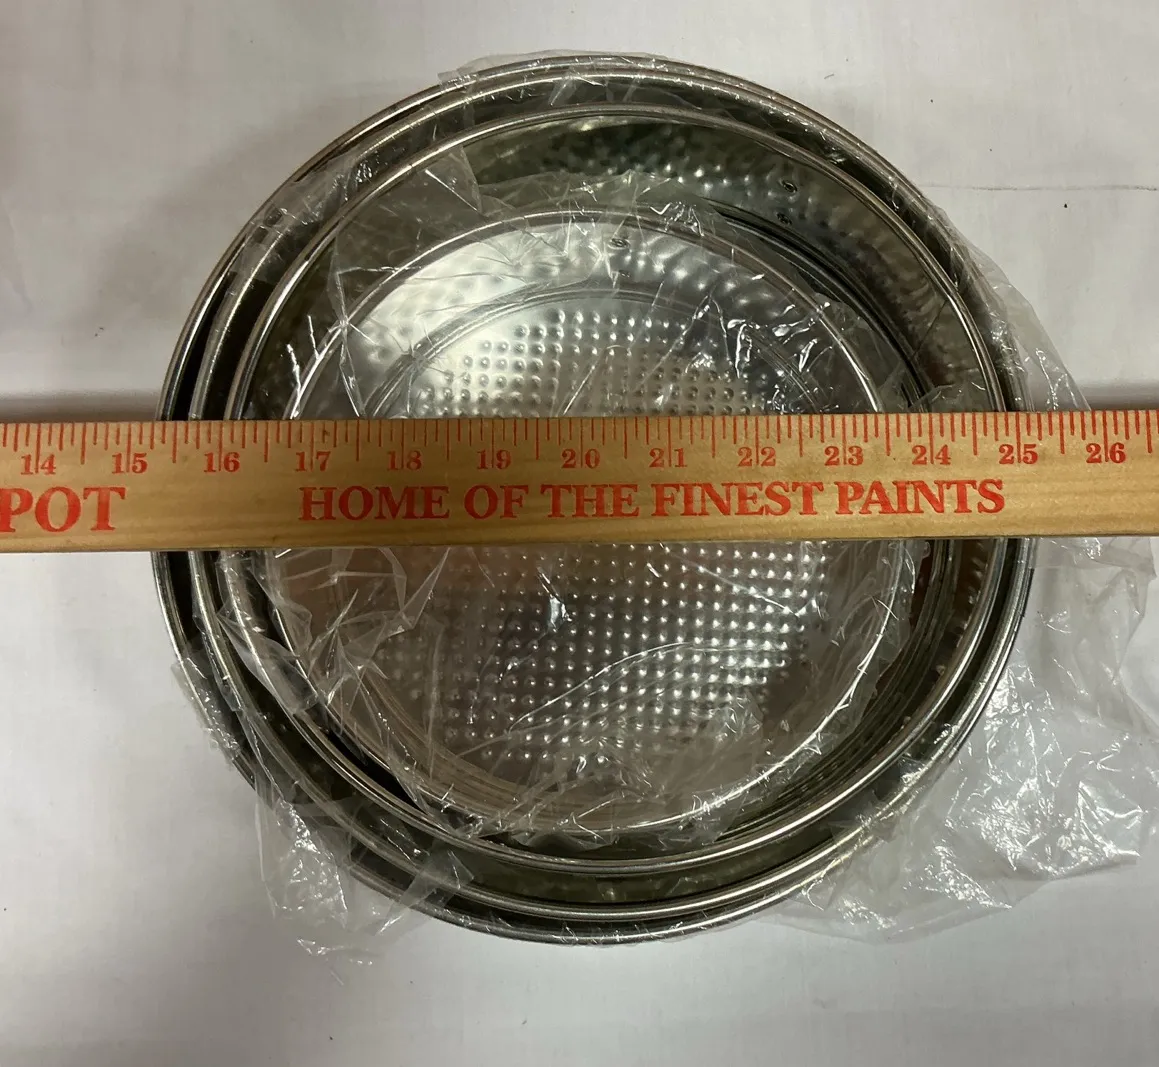 14 15 16 17 18 19 20 21 22 23 24 25 26
POT HOME OF THE FINEST PAINTS